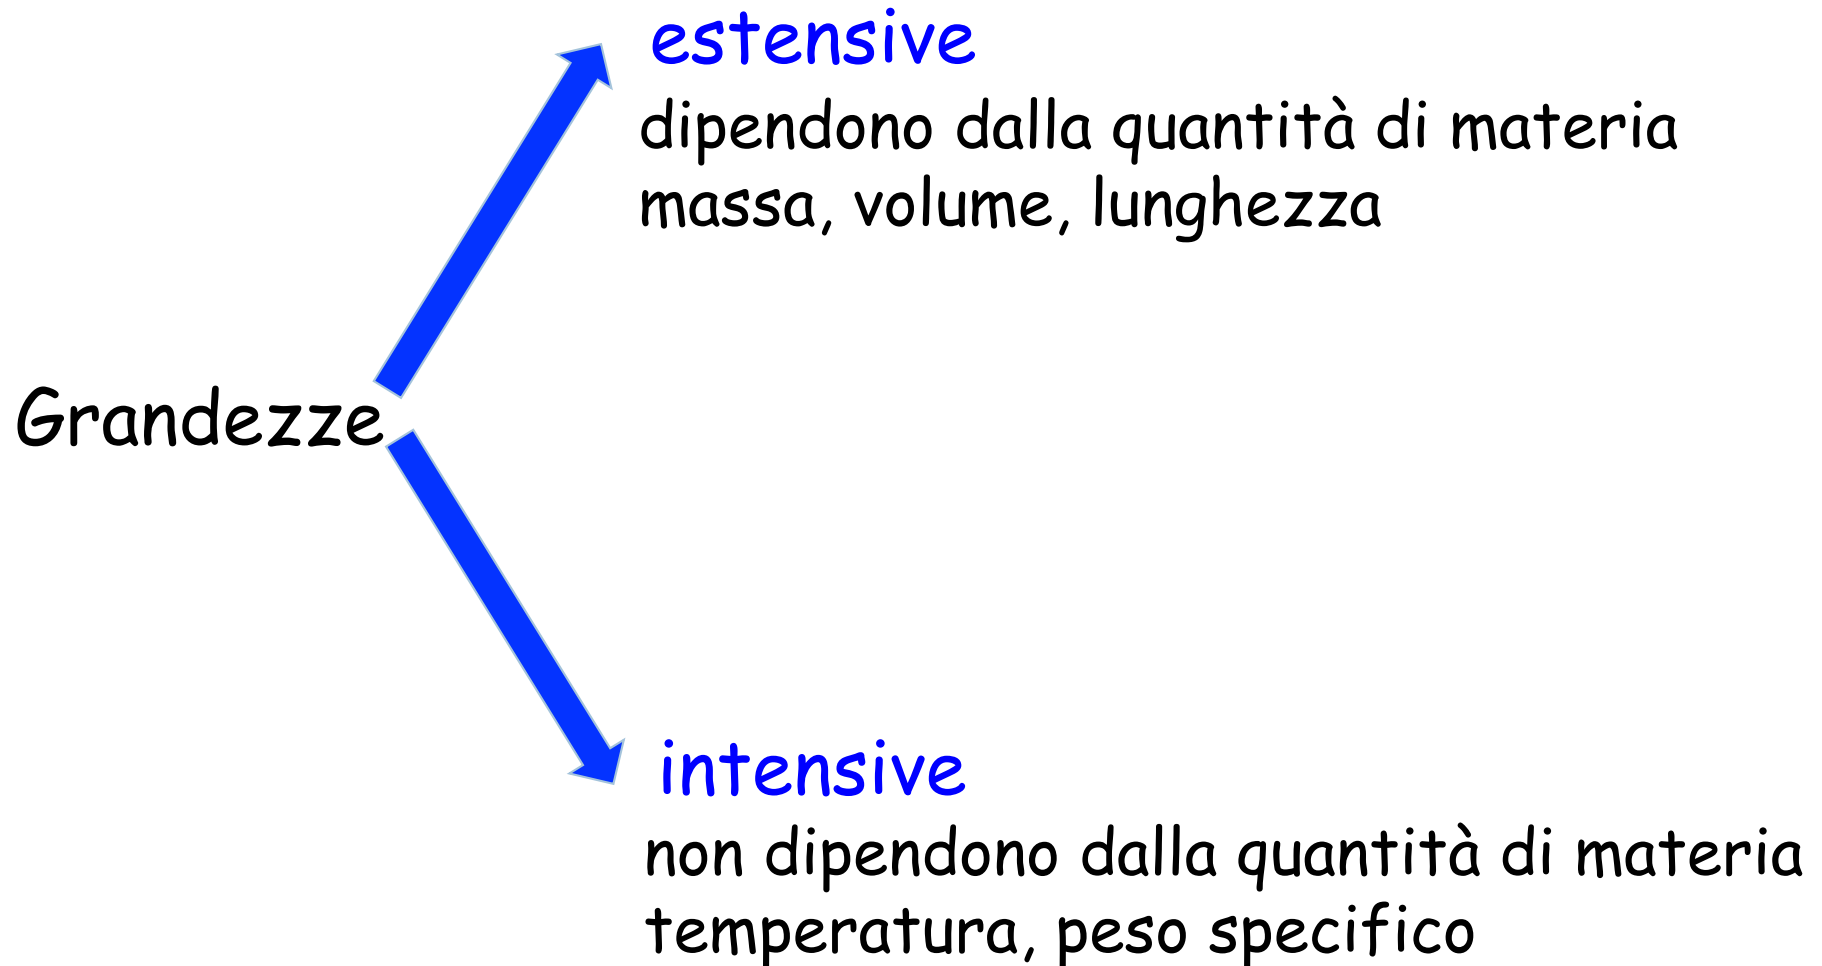 estensive
dipendono dalla quantità di materia
massa, volume, lunghezza
Grandezze
intensive
non dipendono dalla quantità di materia
temperatura, peso specifico